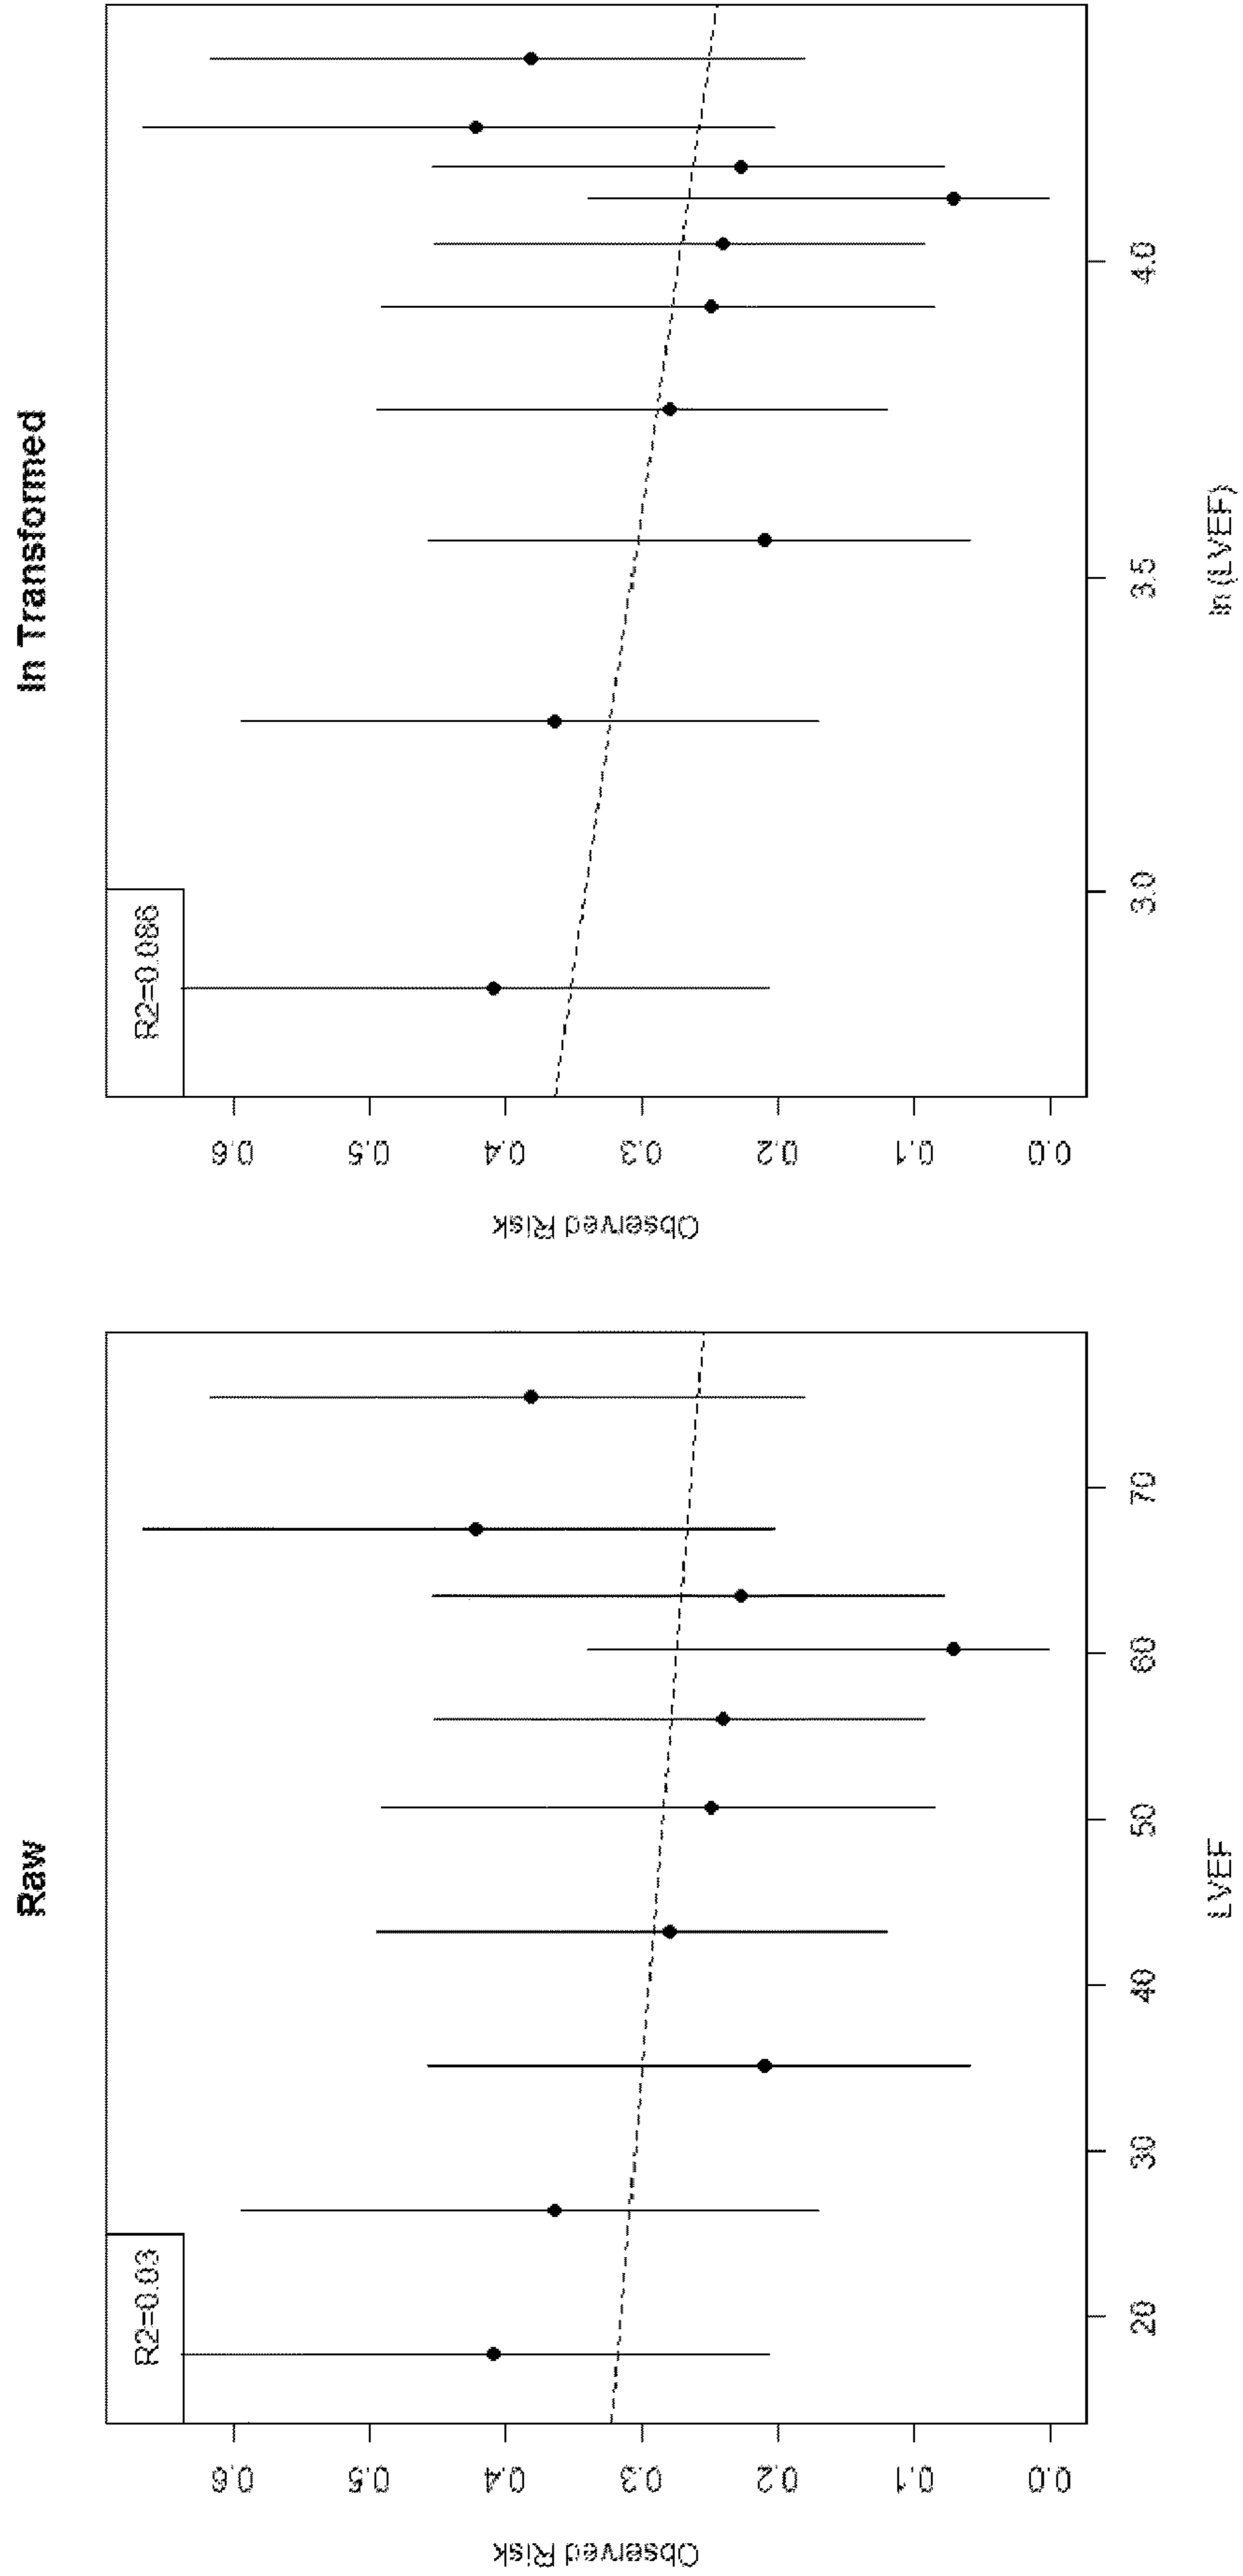 Raw
R2=0.03
Observed Risk
0.0
0.1
0.2
0.3
0.4
0.5
0.6
20
30
40
50
60
70
LVEF
ln Transformed
R2=0.086
Observed Risk
0.0
0.1
0.2
0.3
0.4
0.5
0.6
3.0
3.5
4.0
ln (LVEF)